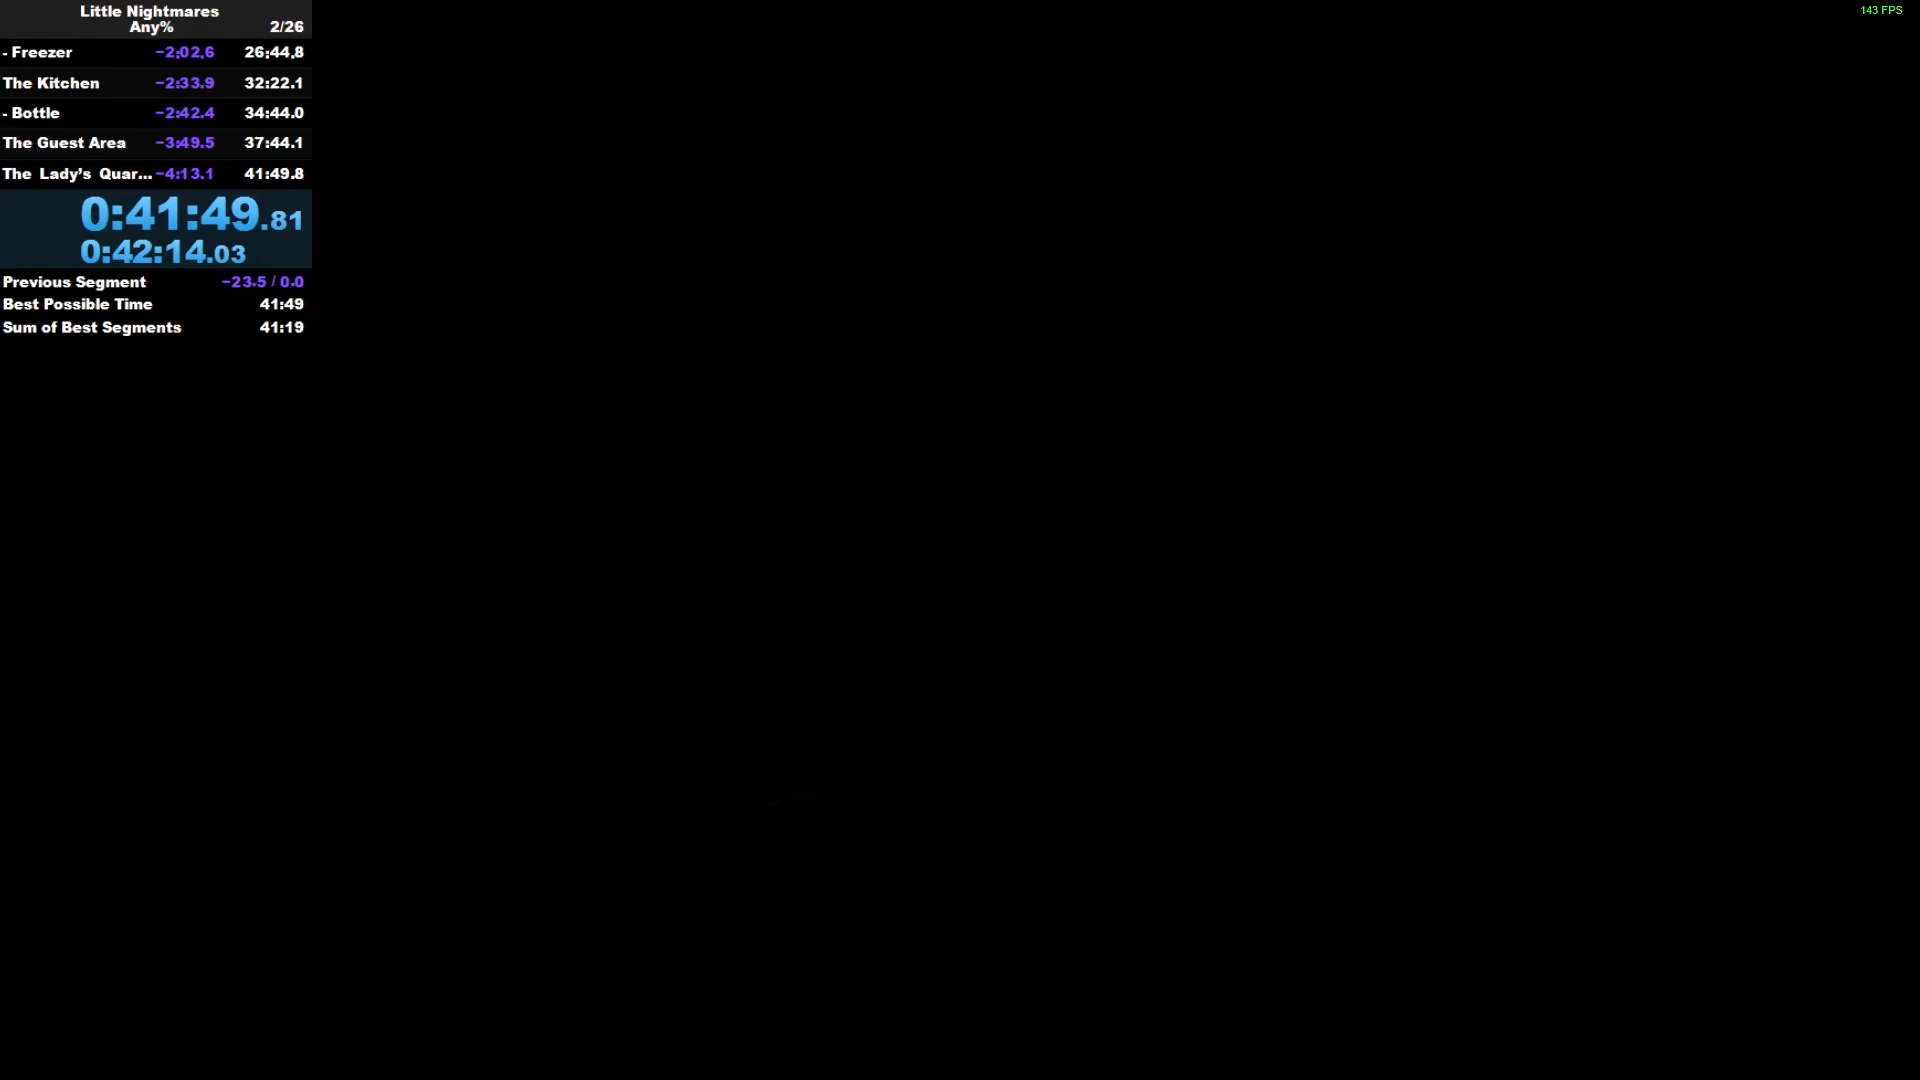 Little Nightmares
Any% 2/26
- Freezer −2:02.6 26:44.8
The Kitchen −2:33.9 32:22.1
- Bottle −2:42.4 34:44.0
The Guest Area −3:49.5 37:44.1
The Lady’s Quar... −4:13.1 41:49.8
0:41:49.81
0:42:14.03
Previous Segment −23.5 / 0.0
Best Possible Time 41:49
Sum of Best Segments 41:19
143 FPS